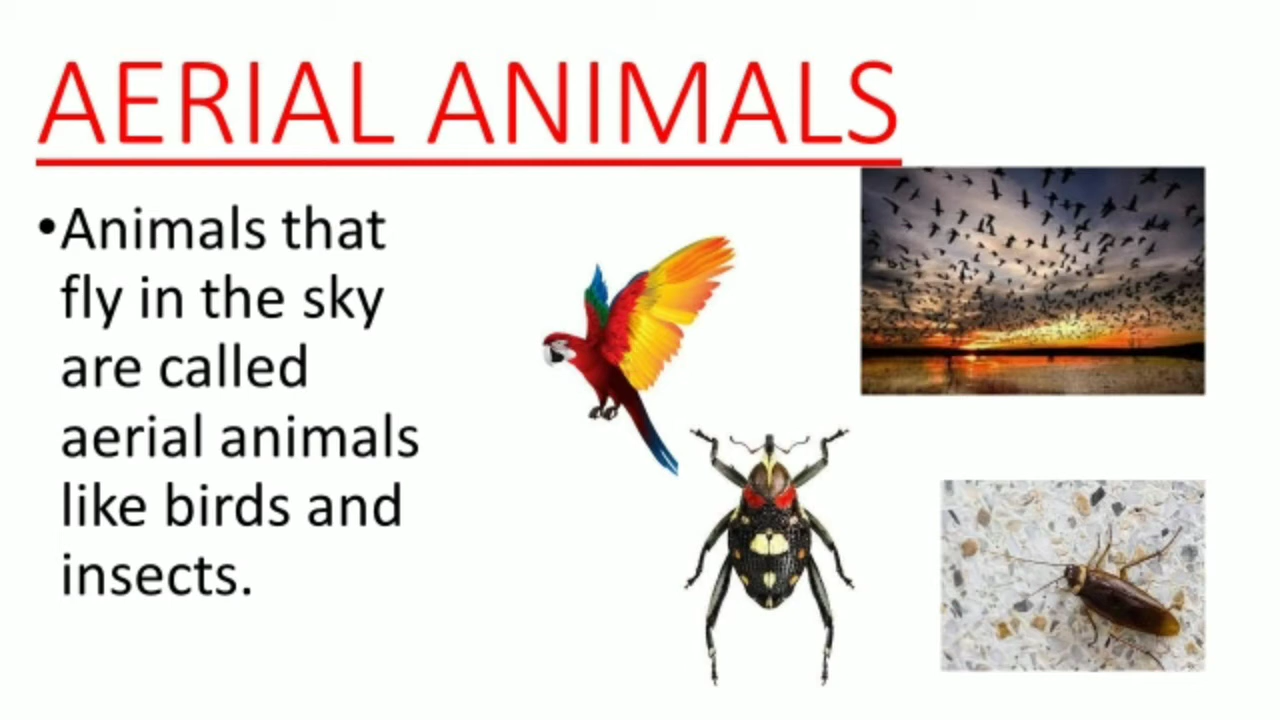 AERIAL ANIMALS
•Animals that
fly in the sky
are called
aerial animals
like birds and
insects.